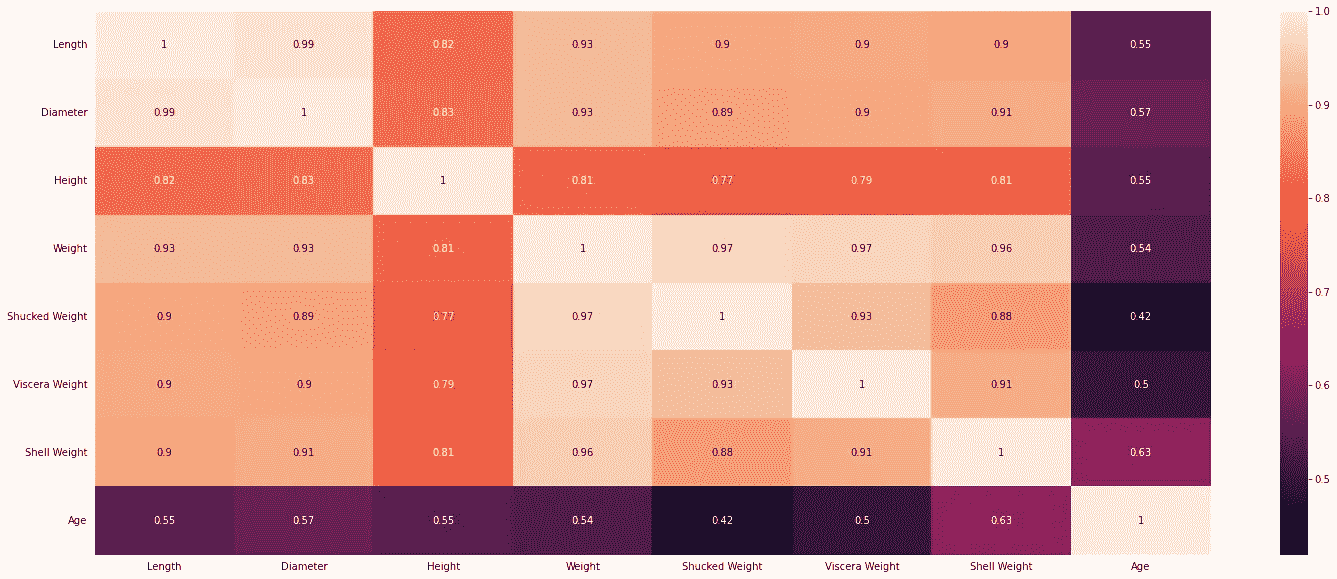 Length 1 0.99 0.82 0.93 0.9 0.9 0.9 0.55
Diameter 0.99 1 0.83 0.93 0.89 0.9 0.91 0.57
Height 0.82 0.83 1 0.81 0.77 0.79 0.81 0.55
Weight 0.93 0.93 0.81 1 0.97 0.97 0.96 0.54
Shucked Weight 0.9 0.89 0.77 0.97 1 0.93 0.88 0.42
Viscera Weight 0.9 0.9 0.79 0.97 0.93 1 0.91 0.5
Shell Weight 0.9 0.91 0.81 0.96 0.88 0.91 1 0.63
Age 0.55 0.57 0.55 0.54 0.42 0.5 0.63 1
Length Diameter Height Weight Shucked Weight Viscera Weight Shell Weight Age
1.0
0.9
0.8
0.7
0.6
0.5